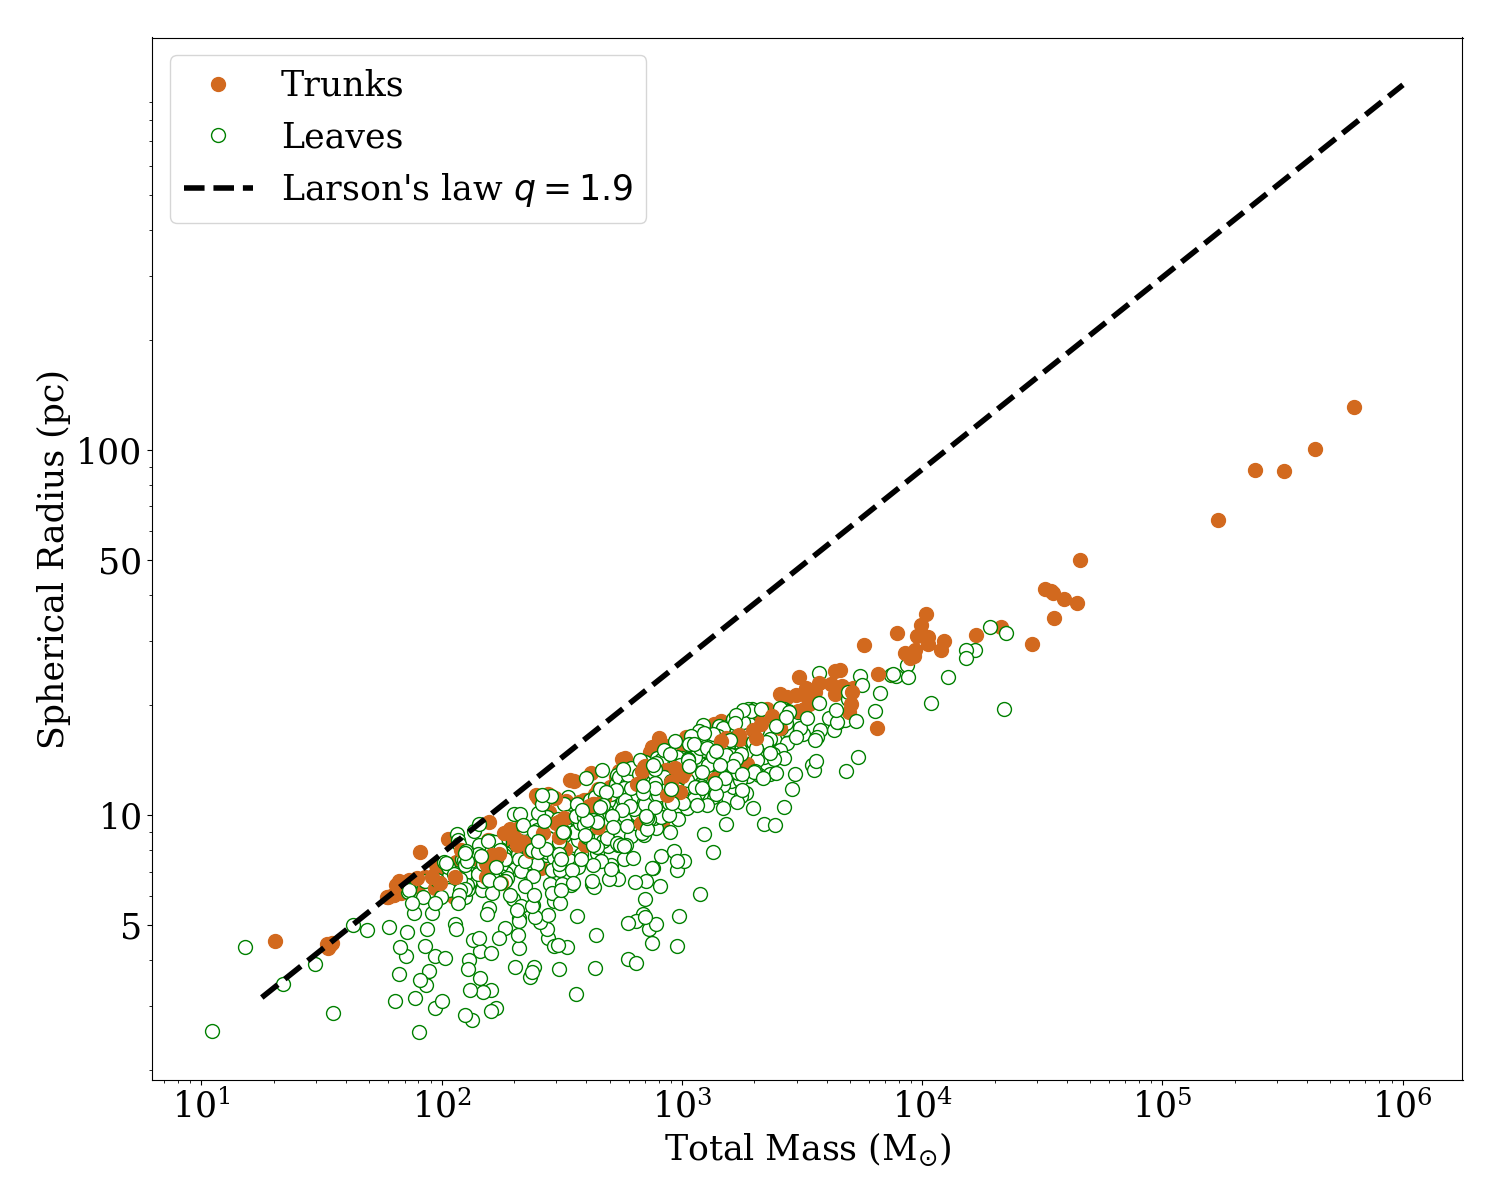 Trunks
Leaves
Larson's law q = 1.9
Spherical Radius (pc)
100
50
10
5
10¹ 10² 10³ 10⁴ 10⁵ 10⁶
Total Mass (M⊙)